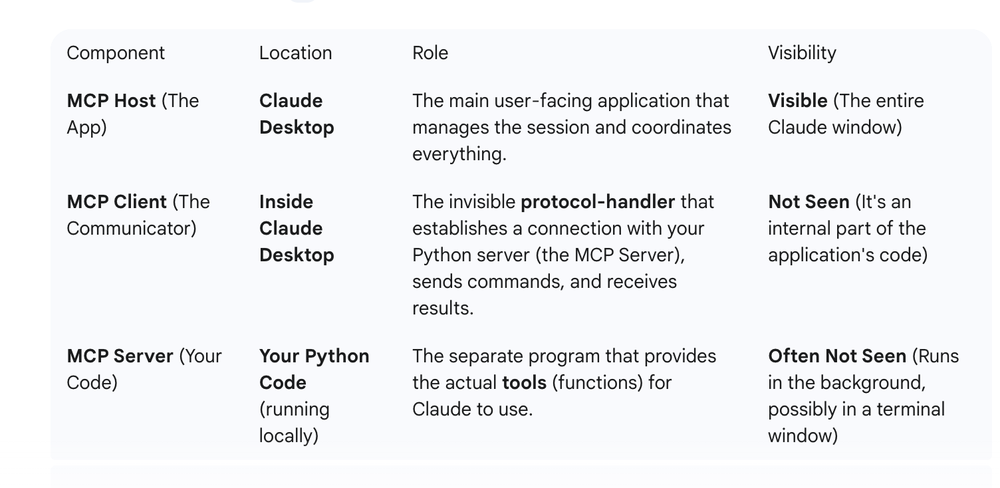 Component
Location
Role
Visibility
MCP Host (The
App)
Claude
Desktop
The main user-facing application that
manages the session and coordinates
everything.
Visible (The entire
Claude window)
MCP Client (The
Communicator)
Inside
Claude
Desktop
The invisible protocol-handler that
establishes a connection with your
Python server (the MCP Server),
sends commands, and receives
results.
Not Seen (It's an
internal part of the
application's code)
MCP Server (Your
Code)
Your Python
Code
(running
locally)
The separate program that provides
the actual tools (functions) for
Claude to use.
Often Not Seen (Runs
in the background,
possibly in a terminal
window)